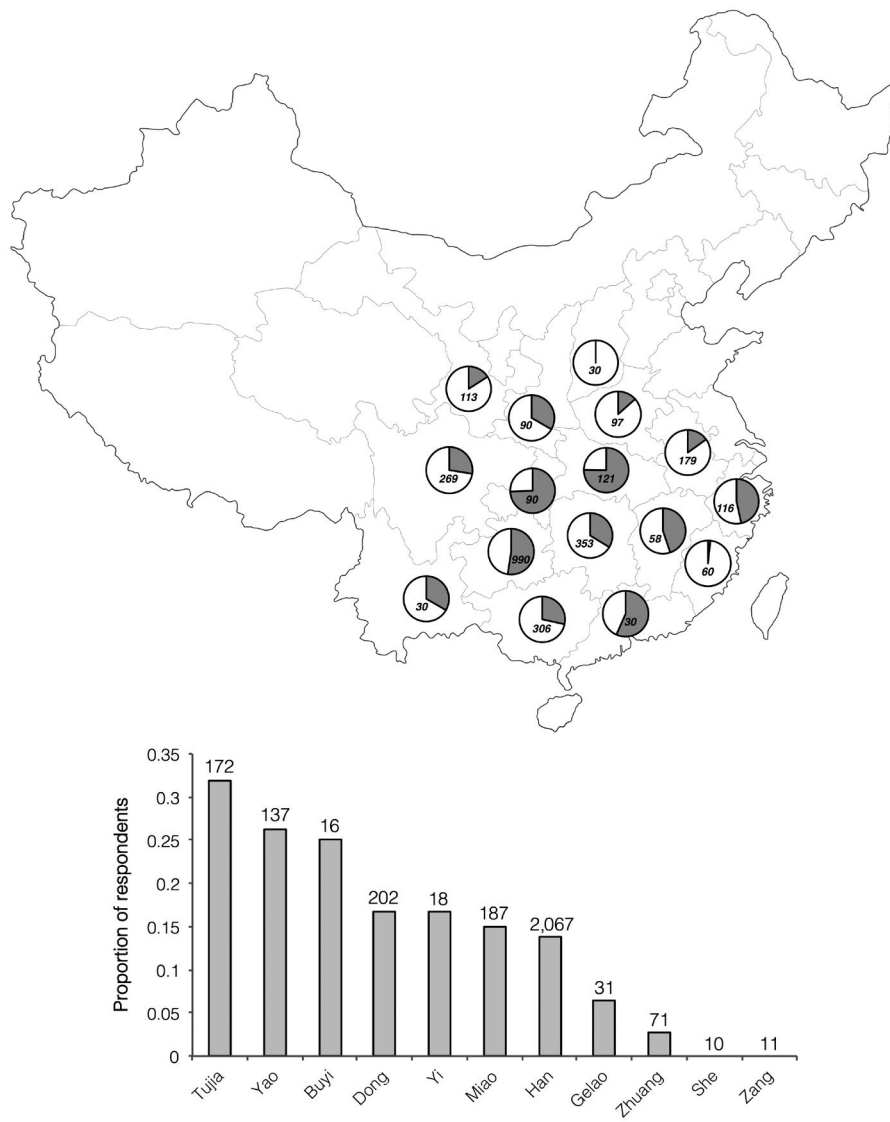 30
113
97
90
179
269
121
90
116
353
58
990
60
30
306
30
Proportion of respondents
0.35
0.3
0.25
0.2
0.15
0.1
0.05
0
172
137
16
202
18
187
2,067
31
71
10
11
Tujia
Yao
Buyi
Dong
Yi
Miao
Han
Gelao
Zhuang
She
Zang